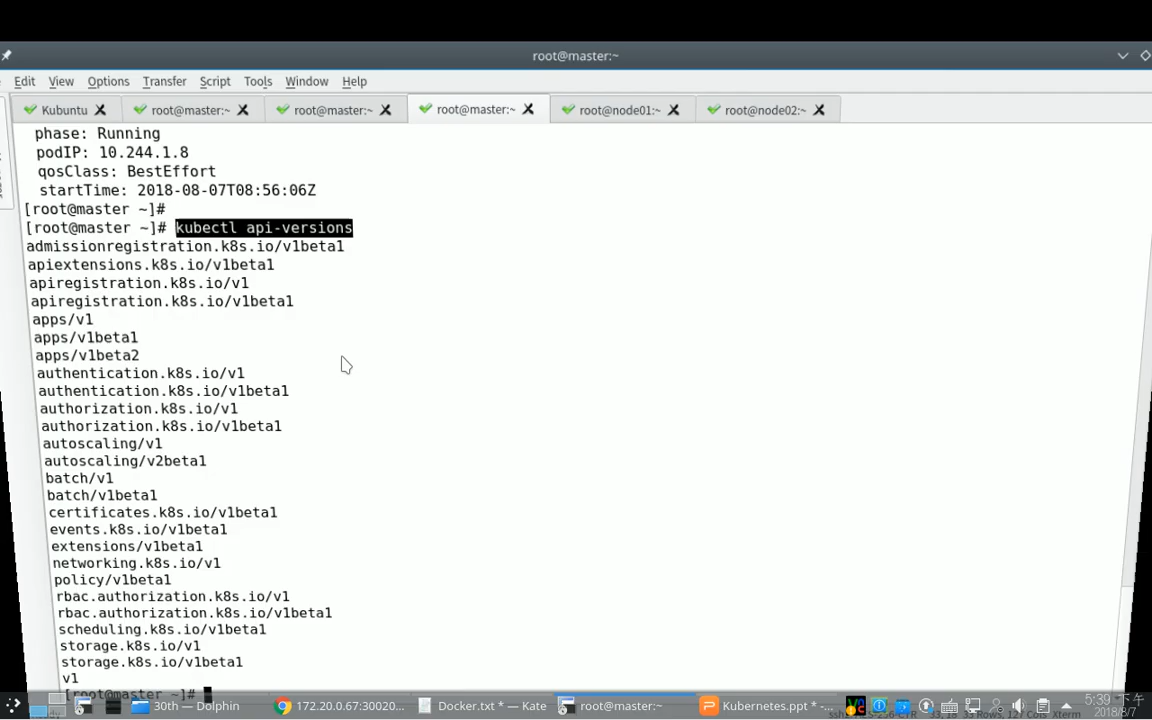 root@master:~
Edit View Options Transfer Script Tools Window Help
Kubuntu root@master:~ root@master:~ root@master:~ root@node01:~ root@node02:~
phase: Running
podIP: 10.244.1.8
qosClass: BestEffort
startTime: 2018-08-07T08:56:06Z
[root@master ~]#
[root@master ~]# kubectl api-versions
admissionregistration.k8s.io/v1beta1
apiextensions.k8s.io/v1beta1
apiregistration.k8s.io/v1
apiregistration.k8s.io/v1beta1
apps/v1
apps/v1beta1
apps/v1beta2
authentication.k8s.io/v1
authentication.k8s.io/v1beta1
authorization.k8s.io/v1
authorization.k8s.io/v1beta1
autoscaling/v1
autoscaling/v2beta1
batch/v1
batch/v1beta1
certificates.k8s.io/v1beta1
events.k8s.io/v1beta1
extensions/v1beta1
networking.k8s.io/v1
policy/v1beta1
rbac.authorization.k8s.io/v1
rbac.authorization.k8s.io/v1beta1
scheduling.k8s.io/v1beta1
storage.k8s.io/v1
storage.k8s.io/v1beta1
v1
[root@master ~]#
30th — Dolphin 172.20.0.67:30020... Docker.txt * — Kate root@master:~ Kubernetes.ppt * -... 5:39 下午
2018/8/7